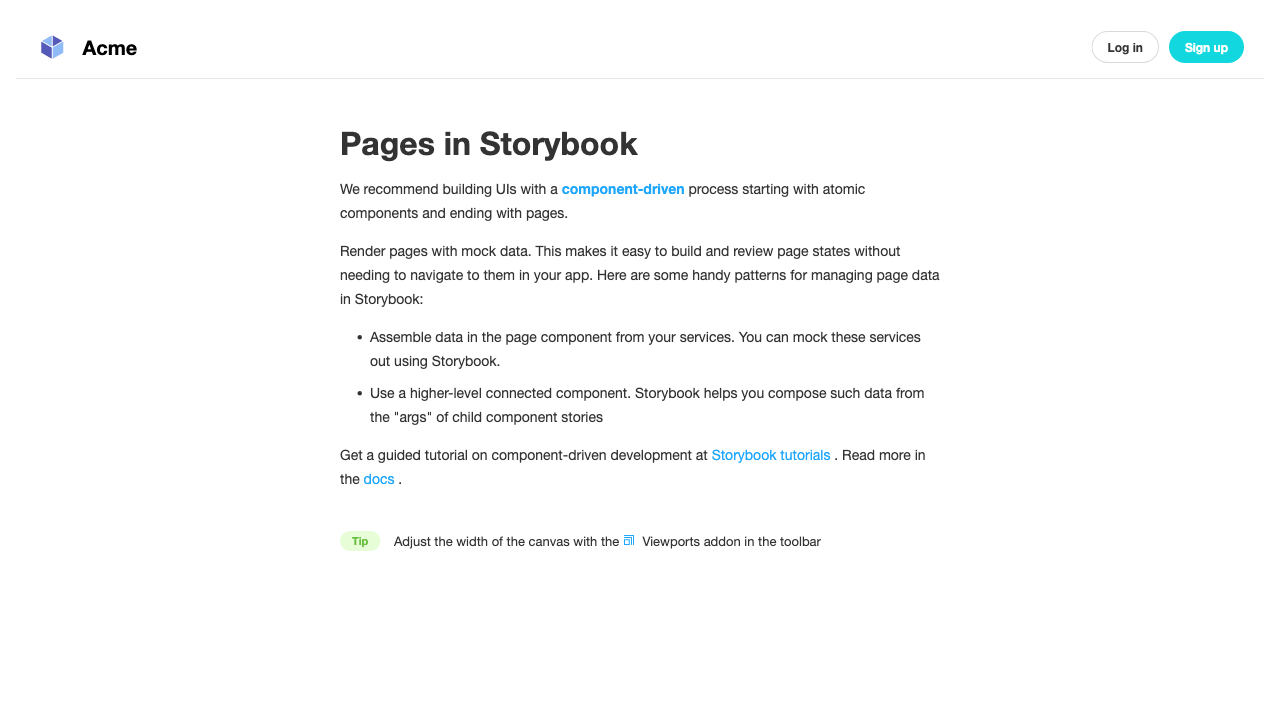 Acme
Log in
Sign up
Pages in Storybook
We recommend building UIs with a component-driven process starting with atomic
components and ending with pages.
Render pages with mock data. This makes it easy to build and review page states without
needing to navigate to them in your app. Here are some handy patterns for managing page data
in Storybook:
• Assemble data in the page component from your services. You can mock these services
out using Storybook.
• Use a higher-level connected component. Storybook helps you compose such data from
the "args" of child component stories
Get a guided tutorial on component-driven development at Storybook tutorials . Read more in
the docs .
Tip Adjust the width of the canvas with the Viewports addon in the toolbar